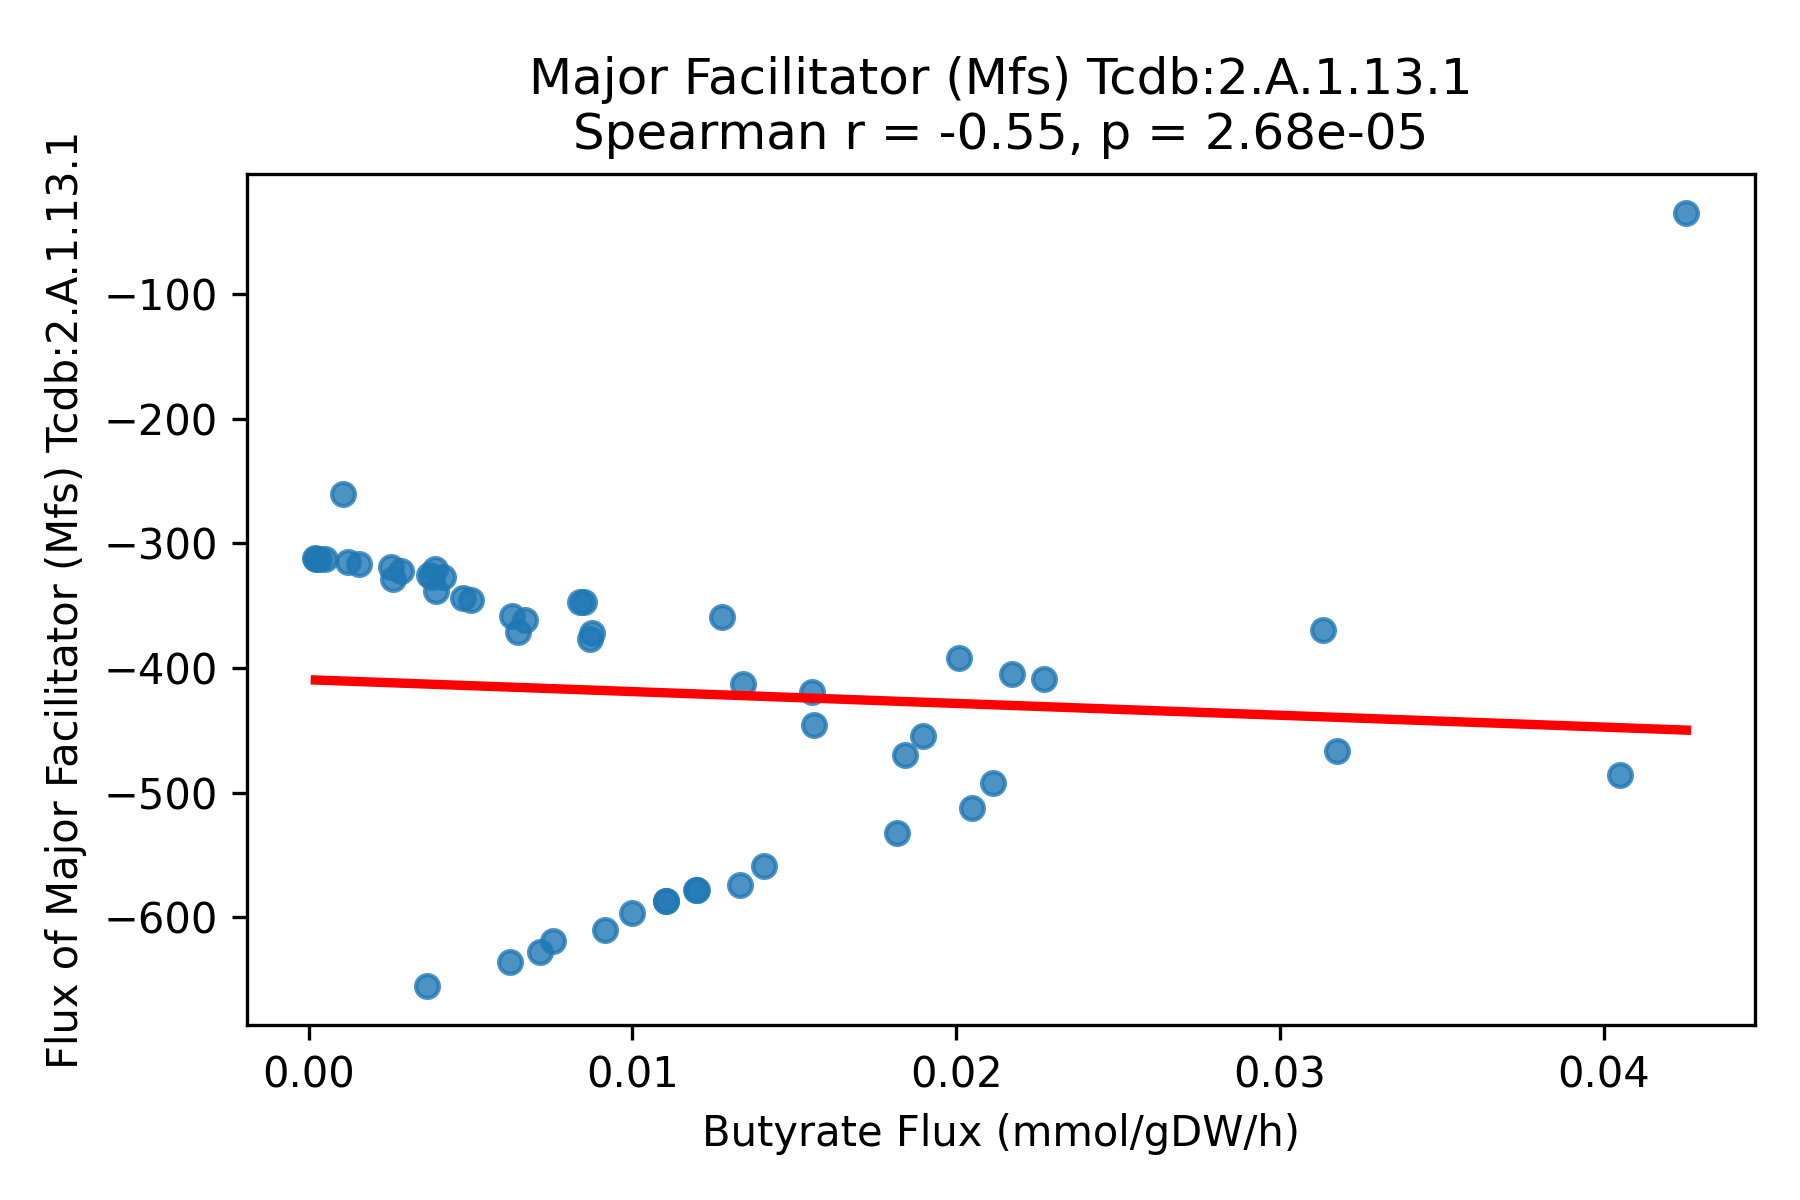 Major Facilitator (Mfs) Tcdb:2.A.1.13.1
Spearman r = -0.55, p = 2.68e-05
Flux of Major Facilitator (Mfs) Tcdb:2.A.1.13.1
−100
−200
−300
−400
−500
−600
0.00 0.01 0.02 0.03 0.04
Butyrate Flux (mmol/gDW/h)